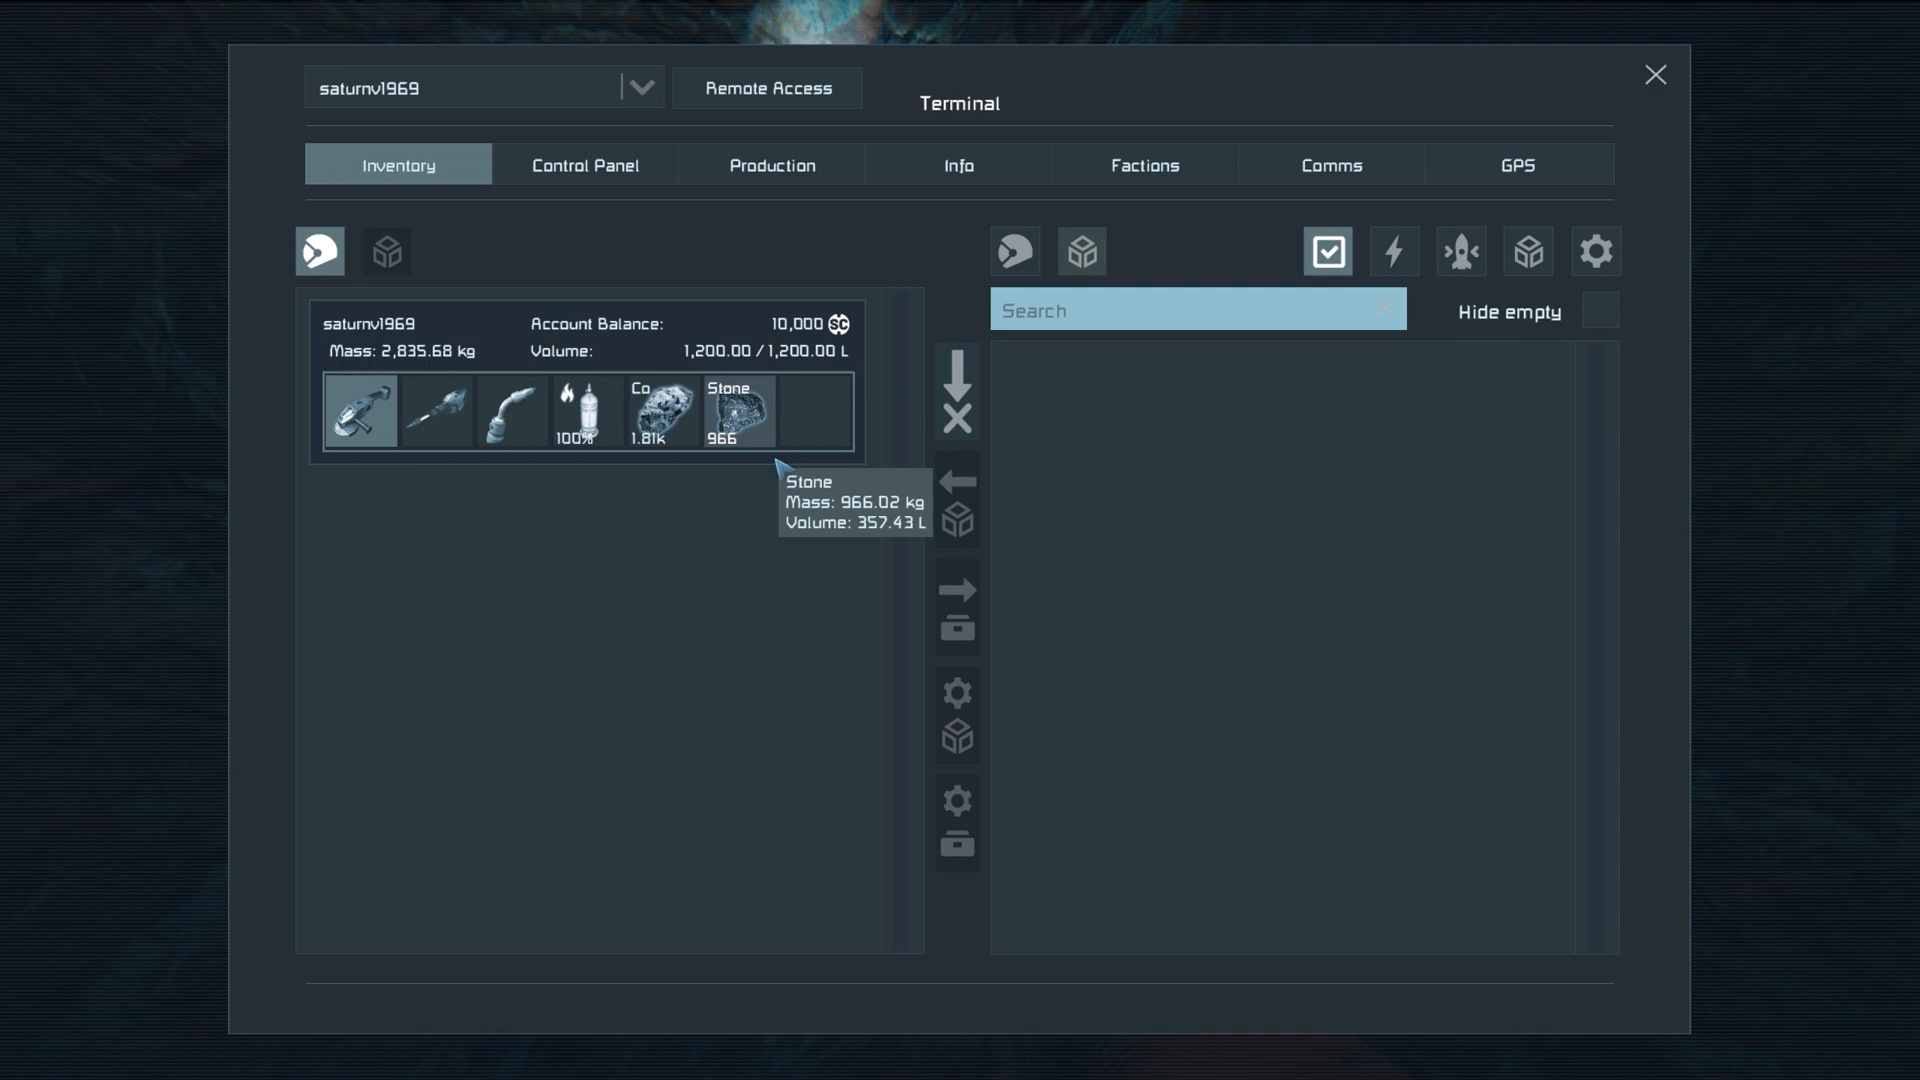 saturnv1969
Remote Access
Terminal
Inventory
Control Panel
Production
Info
Factions
Comms
GPS
Search
Hide empty
saturnv1969
Account Balance:
10,000 SC
Mass: 2,835.68 kg
Volume:
1,200.00 / 1,200.00 L
100%
Co
1.81k
Stone
966
Stone
Mass: 966.02 kg
Volume: 357.43 L